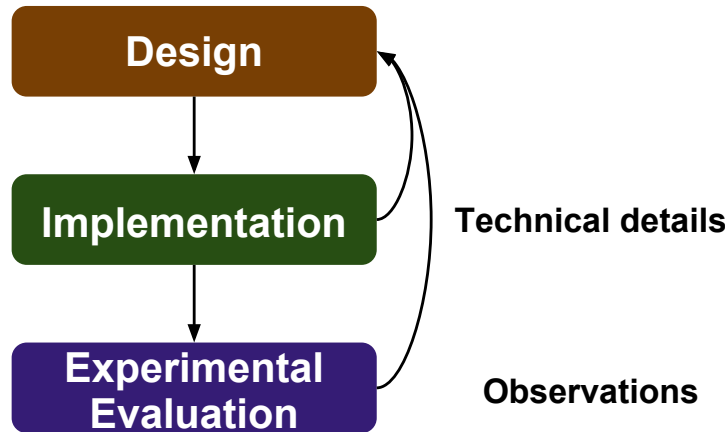 Design
Implementation
Technical details
Experimental
Evaluation
Observations